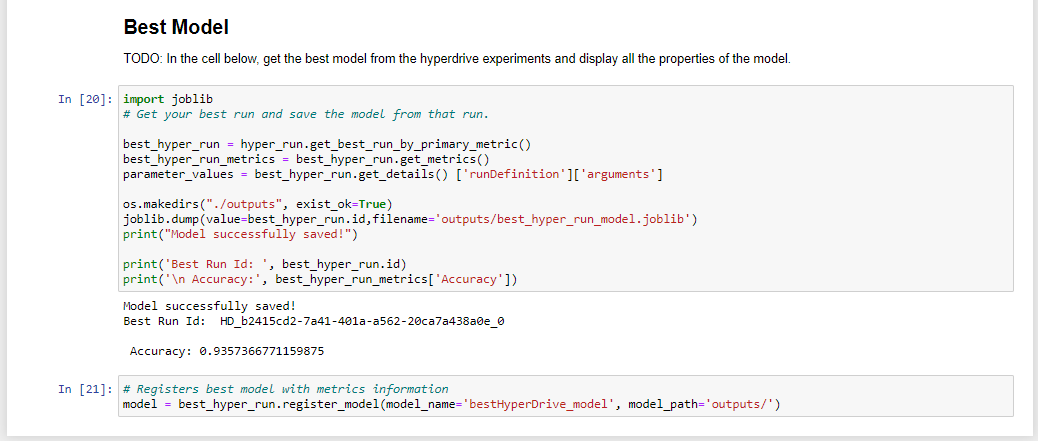 Best Model
TODO: In the cell below, get the best model from the hyperdrive experiments and display all the properties of the model.
In [20]: import joblib
# Get your best run and save the model from that run.
best_hyper_run = hyper_run.get_best_run_by_primary_metric()
best_hyper_run_metrics = best_hyper_run.get_metrics()
parameter_values = best_hyper_run.get_details() ['runDefinition']['arguments']
os.makedirs("./outputs", exist_ok=True)
joblib.dump(value=best_hyper_run.id,filename='outputs/best_hyper_run_model.joblib')
print("Model successfully saved!")
print('Best Run Id: ', best_hyper_run.id)
print('\n Accuracy:', best_hyper_run_metrics['Accuracy'])
Model successfully saved!
Best Run Id:  HD_b2415cd2-7a41-401a-a562-20ca7a438a0e_0
Accuracy: 0.9357366771159875
In [21]: # Registers best model with metrics information
model = best_hyper_run.register_model(model_name='bestHyperDrive_model', model_path='outputs/')